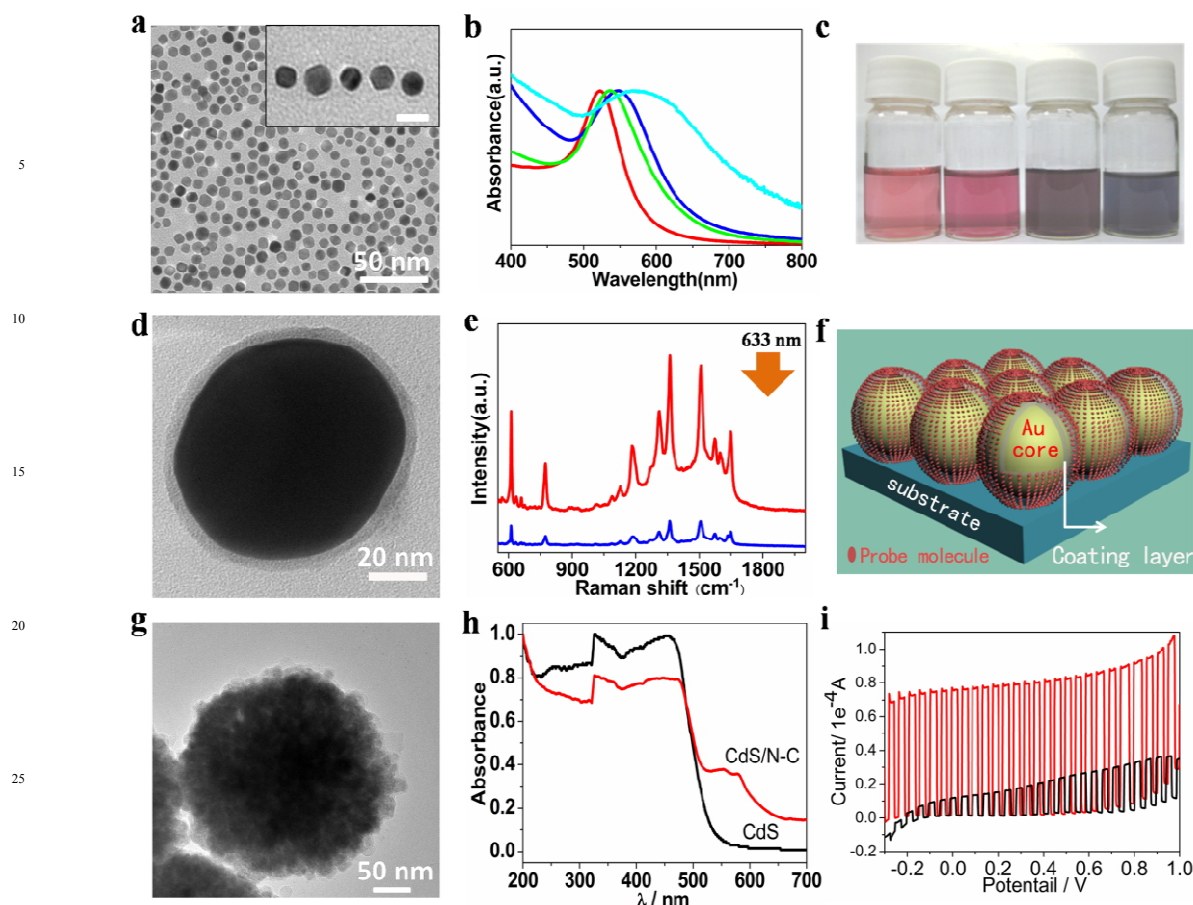 a
50 nm
b
Absorbance(a.u.)
400 500 600 700 800
Wavelength(nm)
c
5
10
15
20
25
d
20 nm
e
633 nm
Intensity(a.u.)
600 900 1200 1500 1800
Raman shift (cm-1)
f
Au
core
substrate
Probe molecule
Coating layer
g
50 nm
h
1.0
0.8
0.6
0.4
0.2
0.0
Absorbance
CdS/N-C
CdS
200 300 400 500 600 700
λ / nm
i
1.0
0.8
0.6
0.4
0.2
0.0
-0.2
Current/ 1e-4 A
0.0 0.2 0.4 0.6 0.8 1.0
Potentail / V